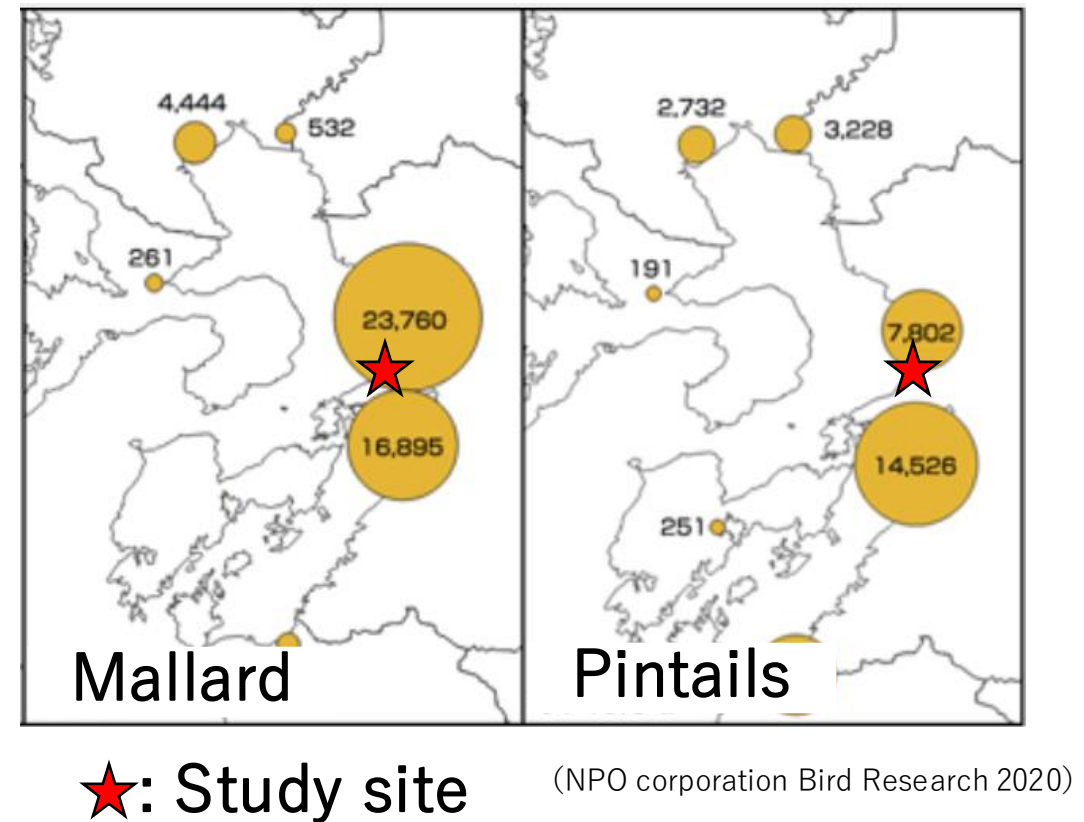 4,444
532
261
23,760
16,895
Mallard
2,732
3,228
191
7,802
14,526
251
Pintails
★: Study site
(NPO corporation Bird Research 2020)